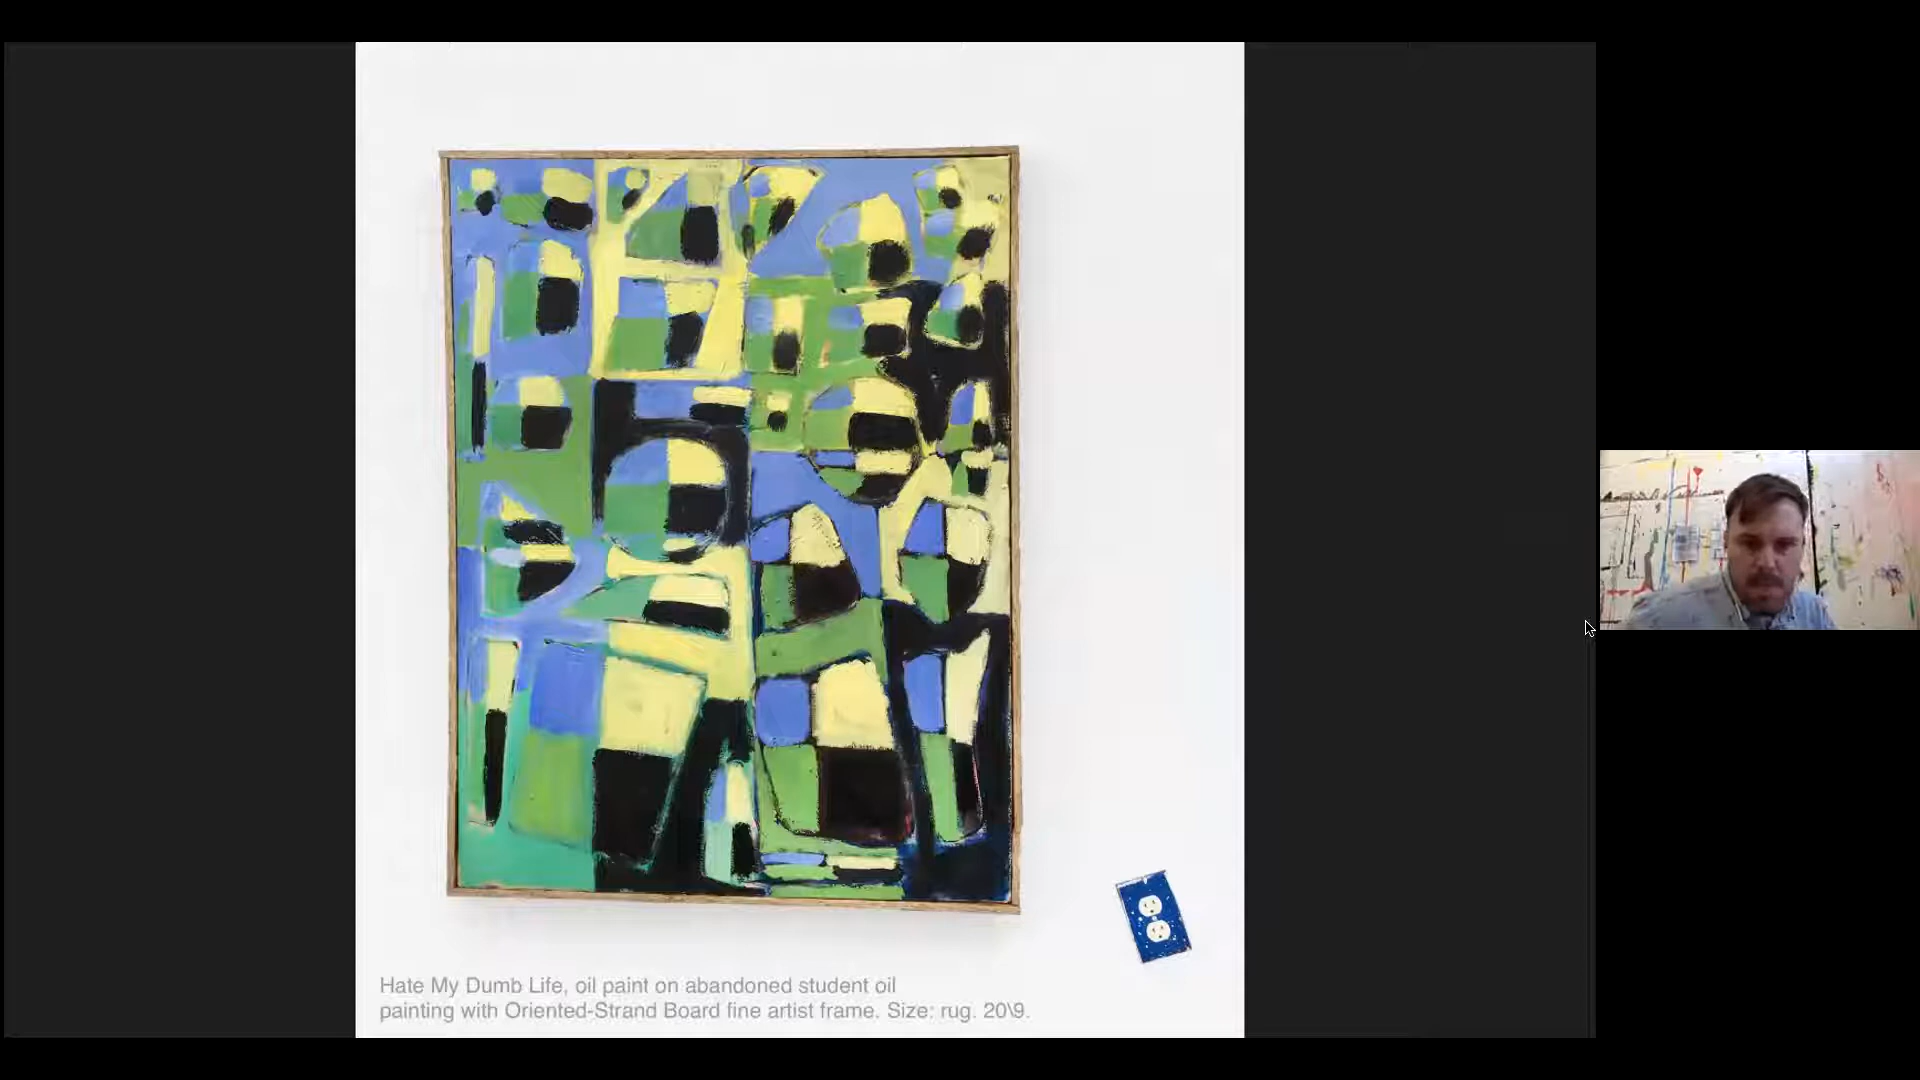 Hate My Dumb Life, oil paint on abandoned student oil
painting with Oriented-Strand Board fine artist frame. Size: rug. 20\9.